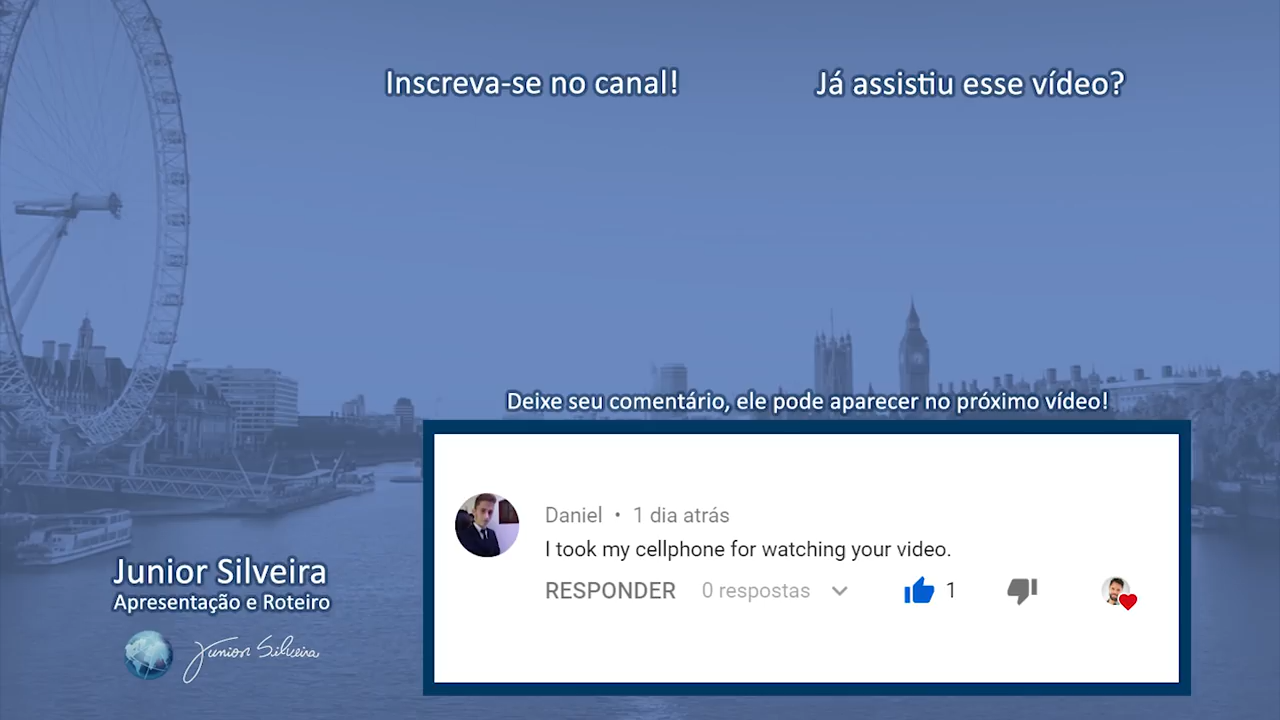 Inscreva-se no canal!
Já assistiu esse vídeo?
Deixe seu comentário, ele pode aparecer no próximo vídeo!
Daniel • 1 dia atrás
I took my cellphone for watching your video.
RESPONDER 0 respostas 1
Junior Silveira
Apresentação e Roteiro
Junior Silveira